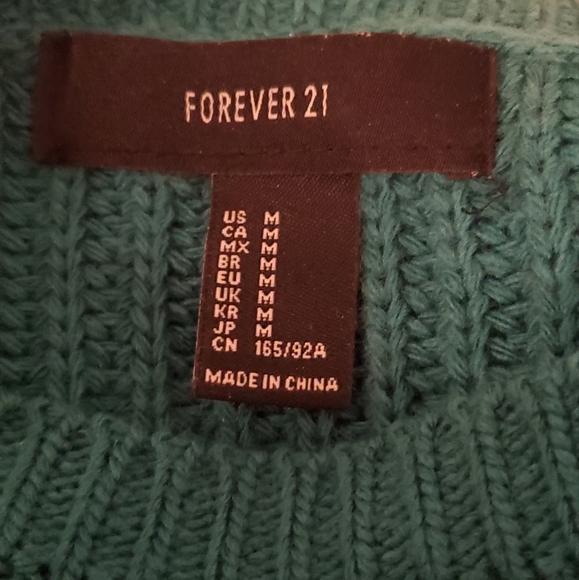 FOREVER 21
US M
CA M
MX M
BR M
EU M
UK M
KR M
JP M
CN 165/92A
MADE IN CHINA